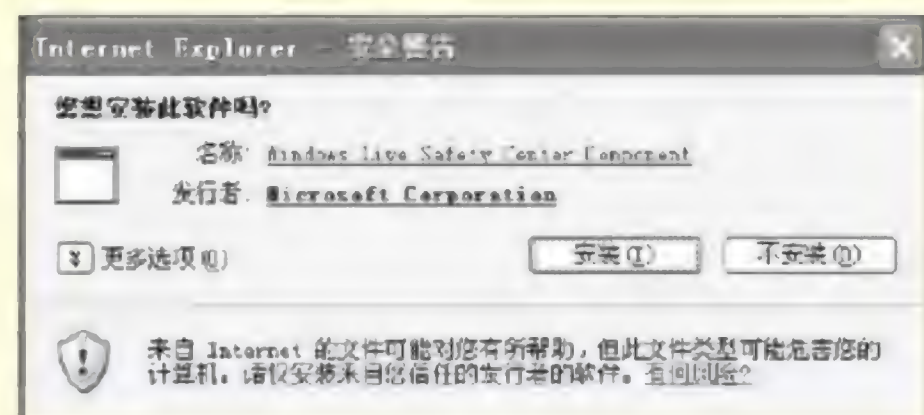 Internet Explorer - 安全警告
您想安装此软件吗?
名称: Windows Live Safety Center Component
发行者: Microsoft Corporation
更多选项(O)
安装(I)
不安装(D)
来自 Internet 的文件可能对您有所帮助，但此文件类型可能危害您的
计算机。请仅安装来自您信任的发行者的软件。有何风险?